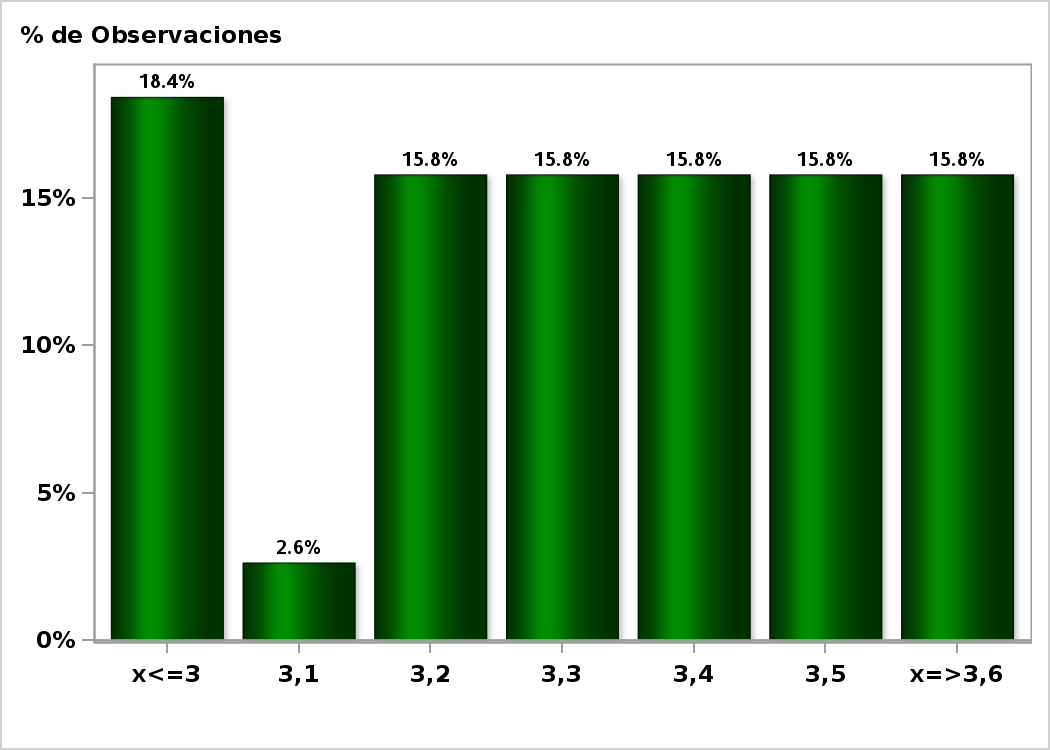 % de Observaciones
18.4%
15.8% 15.8% 15.8% 15.8% 15.8%
15%
10%
5%
2.6%
0%
x<=3 3,1 3,2 3,3 3,4 3,5 x=>3,6